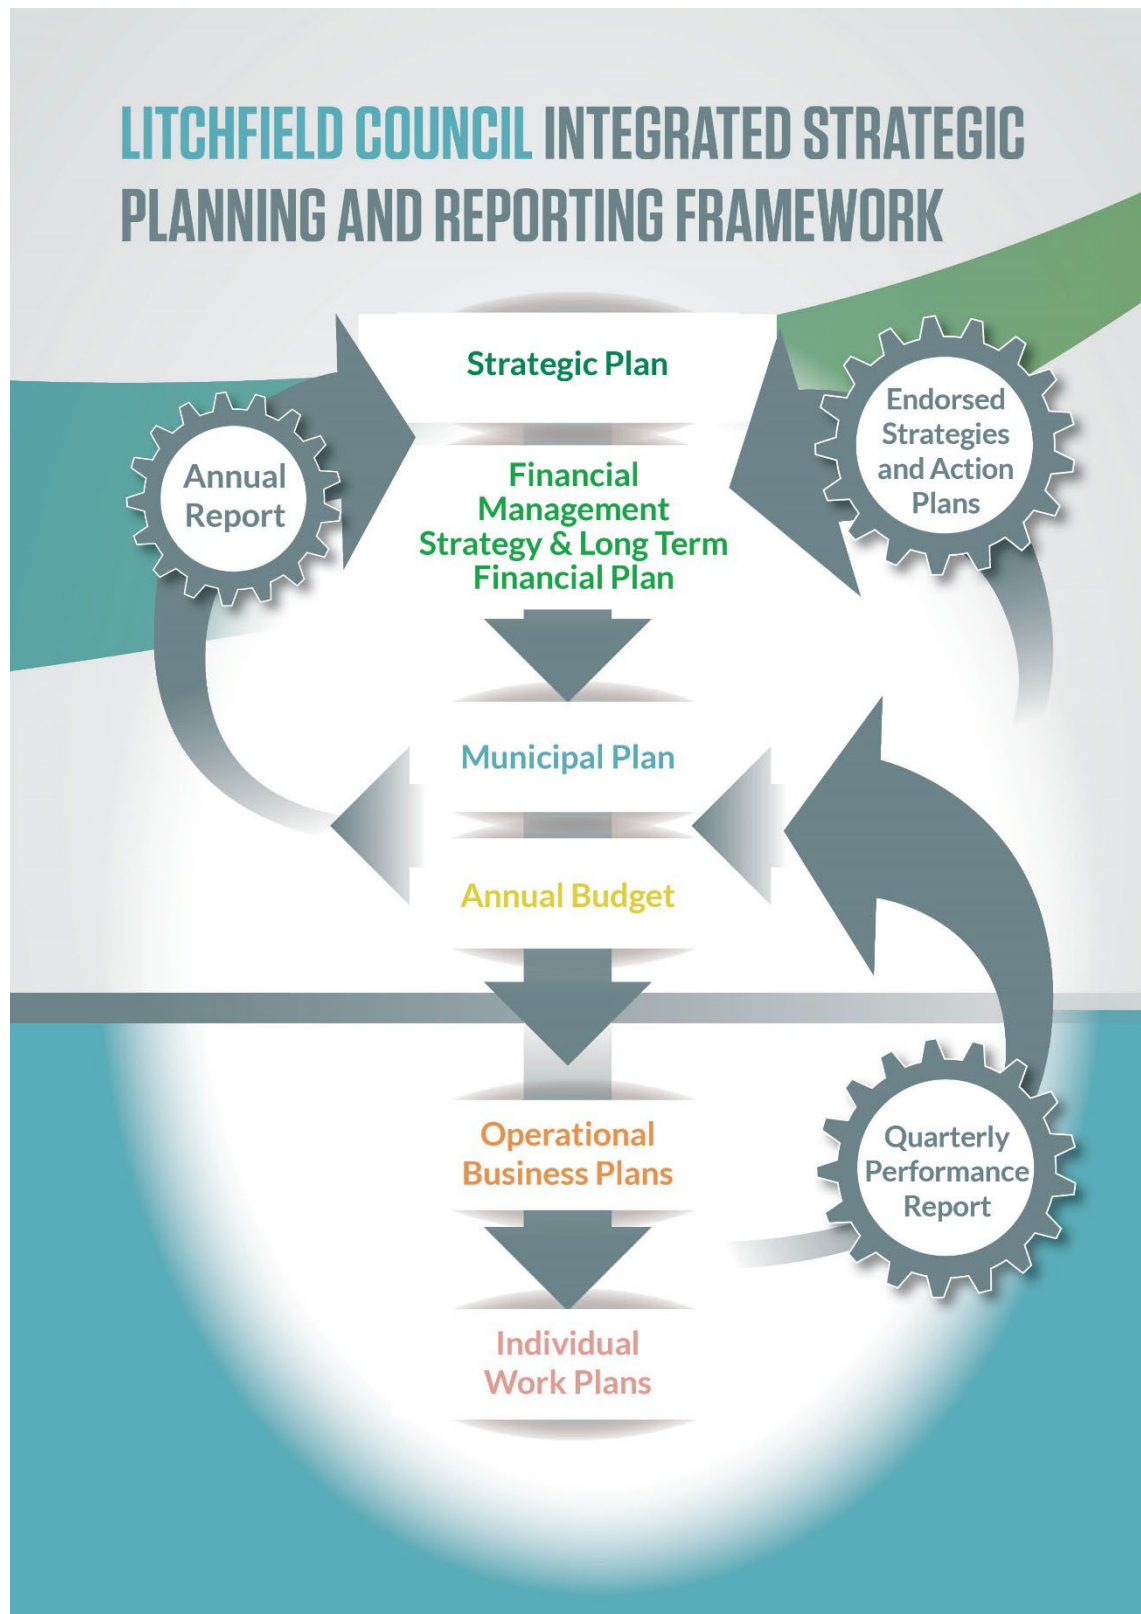 LITCHFIELD COUNCIL INTEGRATED STRATEGIC
PLANNING AND REPORTING FRAMEWORK
Strategic Plan
Annual
Report
Endorsed
Strategies
and Action
Plans
Financial
Management
Strategy & Long Term
Financial Plan
Municipal Plan
Annual Budget
Operational
Business Plans
Quarterly
Performance
Report
Individual
Work Plans